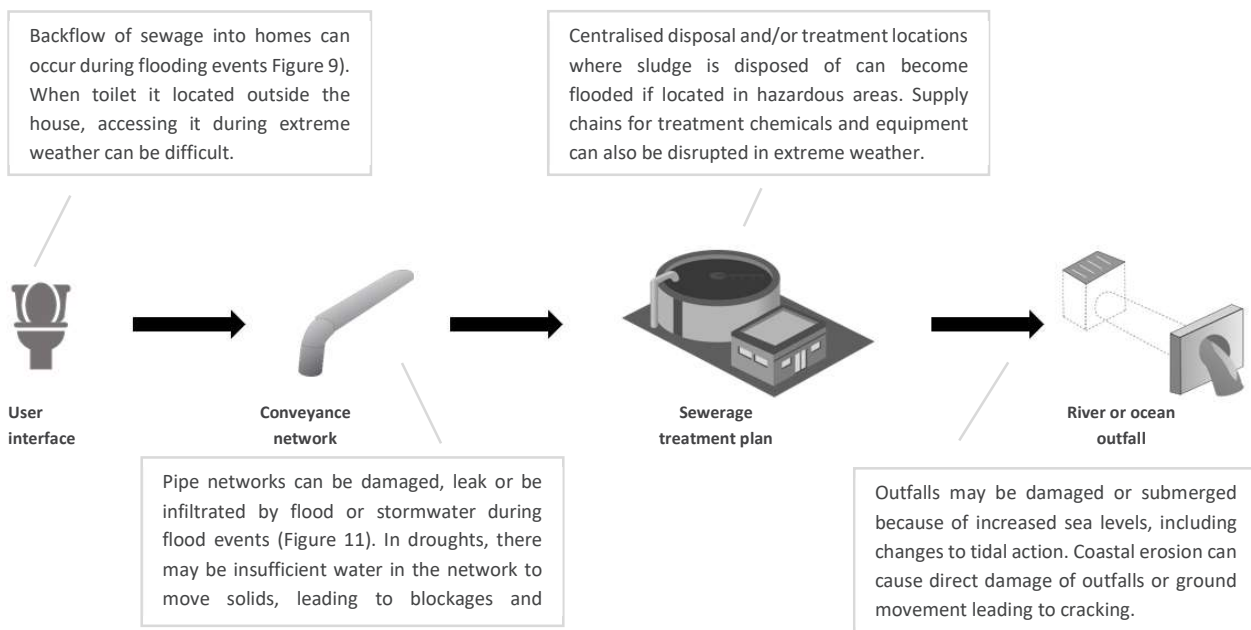 Backflow of sewage into homes can
occur during flooding events Figure 9).
When toilet it located outside the
house, accessing it during extreme
weather can be difficult.
Centralised disposal and/or treatment locations
where sludge is disposed of can become
flooded if located in hazardous areas. Supply
chains for treatment chemicals and equipment
can also be disrupted in extreme weather.
User
interface
Conveyance
network
Sewerage
treatment plan
River or ocean
outfall
Pipe networks can be damaged, leak or be
infiltrated by flood or stormwater during
flood events (Figure 11). In droughts, there
may be insufficient water in the network to
move solids, leading to blockages and
Outfalls may be damaged or submerged
because of increased sea levels, including
changes to tidal action. Coastal erosion can
cause direct damage of outfalls or ground
movement leading to cracking.